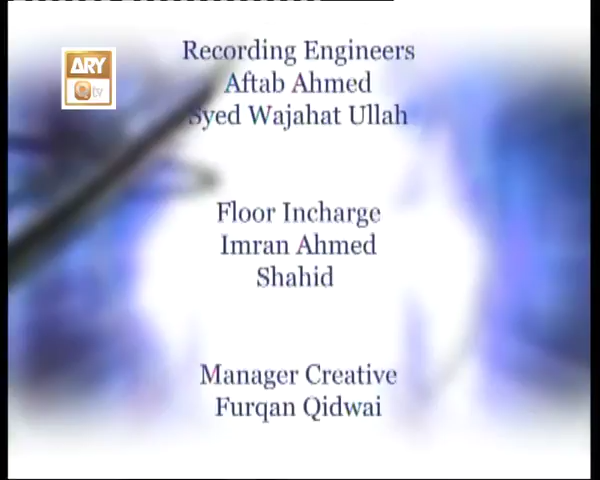 ARY
Qtv
Recording Engineers
Aftab Ahmed
Syed Wajahat Ullah
Floor Incharge
Imran Ahmed
Shahid
Manager Creative
Furqan Qidwai